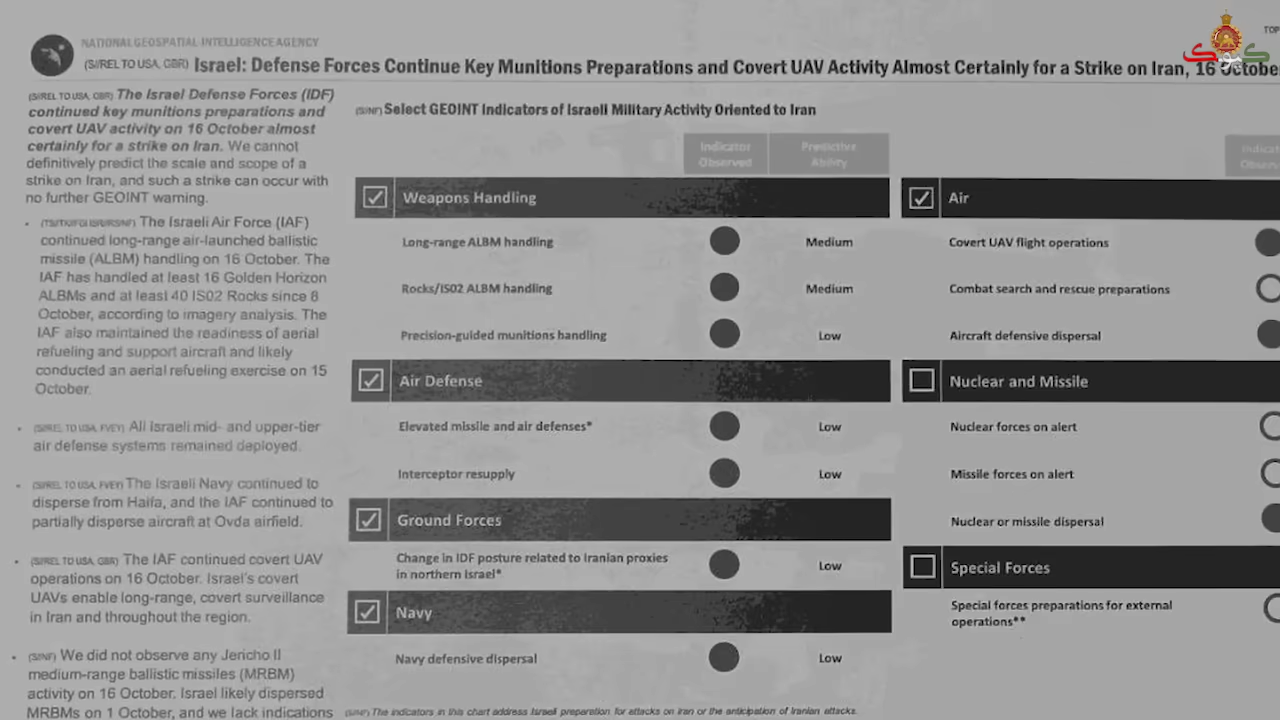 NATIONAL GEOSPATIAL-INTELLIGENCE AGENCY
TOP
(S//REL TO USA, GBR) Israel: Defense Forces Continue Key Munitions Preparations and Covert UAV Activity Almost Certainly for a Strike on Iran, 16 Octobe
(S//REL TO USA, GBR) The Israel Defense Forces (IDF)
continued key munitions preparations and
covert UAV activity on 16 October almost
certainly for a strike on Iran. We cannot
definitively predict the scale and scope of a
strike on Iran, and such a strike can occur with
no further GEOINT warning.
• The Israeli Air Force (IAF)
continued long-range air-launched ballistic
missile (ALBM) handling on 16 October. The
IAF has handled at least 16 Golden Horizon
ALBMs and at least 40 IS02 Rocks since 8
October, according to imagery analysis. The
IAF also maintained the readiness of aerial
refueling and support aircraft and likely
conducted an aerial refueling exercise on 15
October.
• (S//REL TO USA, FVEY) All Israeli mid- and upper-tier
air defense systems remained deployed.
• (S//REL TO USA, FVEY) The Israeli Navy continued to
disperse from Haifa, and the IAF continued to
partially disperse aircraft at Ovda airfield.
• (S//REL TO USA, GBR) The IAF continued covert UAV
operations on 16 October. Israel's covert
UAVs enable long-range, covert surveillance
in Iran and throughout the region.
• (S//NF) We did not observe any Jericho II
medium-range ballistic missiles (MRBM)
activity on 16 October. Israel likely dispersed
MRBMs on 1 October, and we lack indications
(S//NF) Select GEOINT Indicators of Israeli Military Activity Oriented to Iran
Indicator
Observed
Predictive
Ability
Weapons Handling
Long-range ALBM handling Medium
Rocks/IS02 ALBM handling Medium
Precision-guided munitions handling Low
Air Defense
Elevated missile and air defenses* Low
Interceptor resupply Low
Ground Forces
Change in IDF posture related to Iranian proxies
in northern Israel* Low
Navy
Navy defensive dispersal Low
Indicat
Observ
Air
Covert UAV flight operations
Combat search and rescue preparations
Aircraft defensive dispersal
Nuclear and Missile
Nuclear forces on alert
Missile forces on alert
Nuclear or missile dispersal
Special Forces
Special forces preparations for external
operations**
(S//NF) The indicators in this chart address Israeli preparation for attacks on Iran or the anticipation of Iranian attacks.